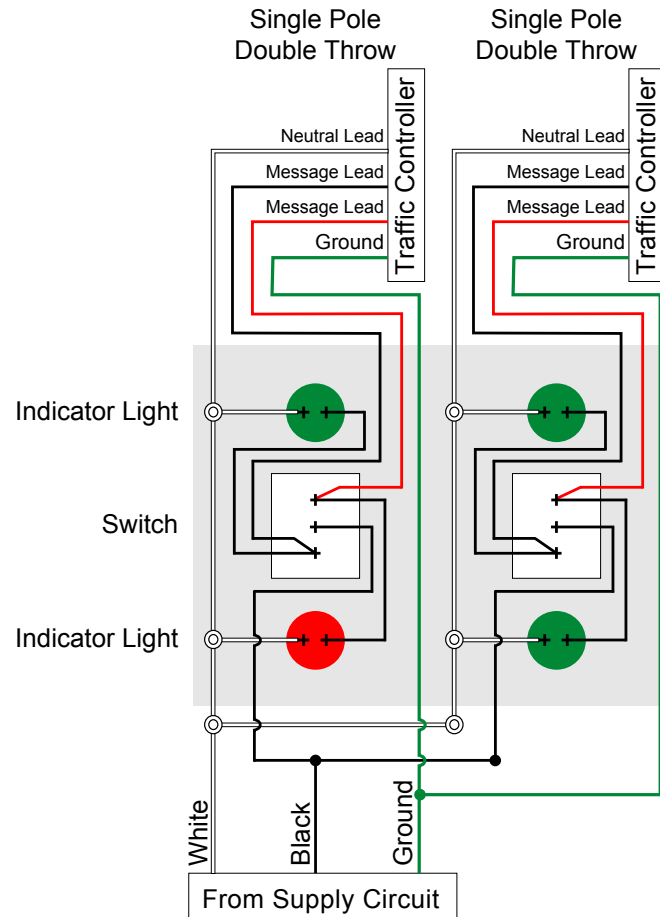 Single Pole
Double Throw
Single Pole
Double Throw
Traffic Controller
Neutral Lead
Message Lead
Message Lead
Ground
Traffic Controller
Neutral Lead
Message Lead
Message Lead
Ground
Indicator Light
Switch
Indicator Light
White
Black
Ground
From Supply Circuit